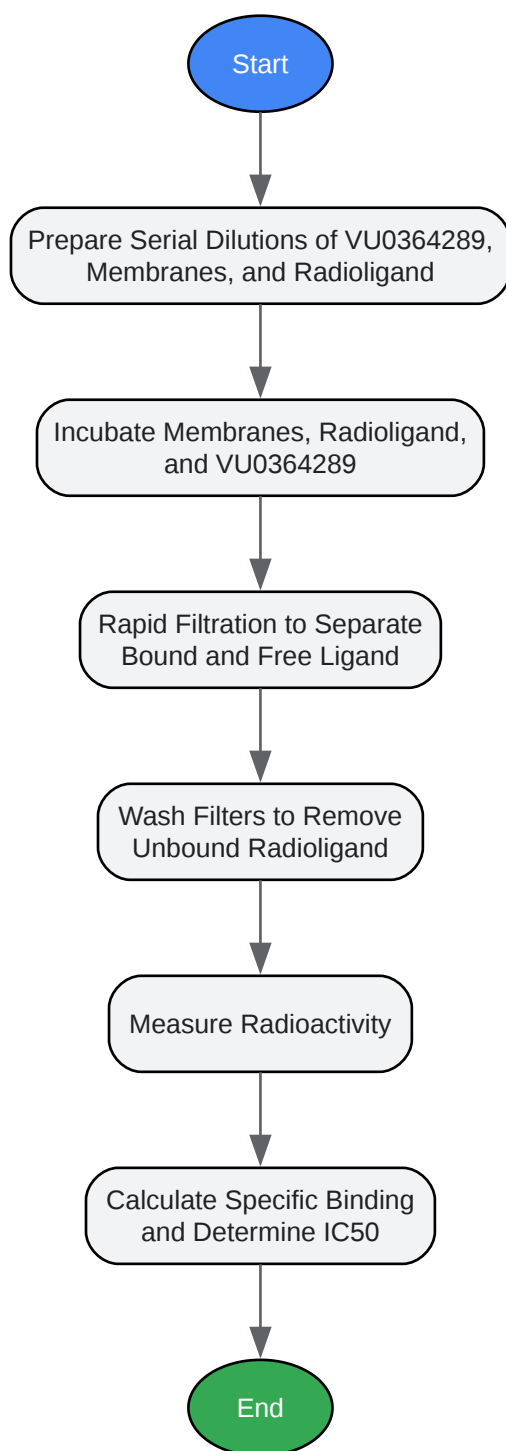 Start
Prepare Serial Dilutions of VU0364289,
Membranes, and Radioligand
Incubate Membranes, Radioligand,
and VU0364289
Rapid Filtration to Separate
Bound and Free Ligand
Wash Filters to Remove
Unbound Radioligand
Measure Radioactivity
Calculate Specific Binding
and Determine IC50
End